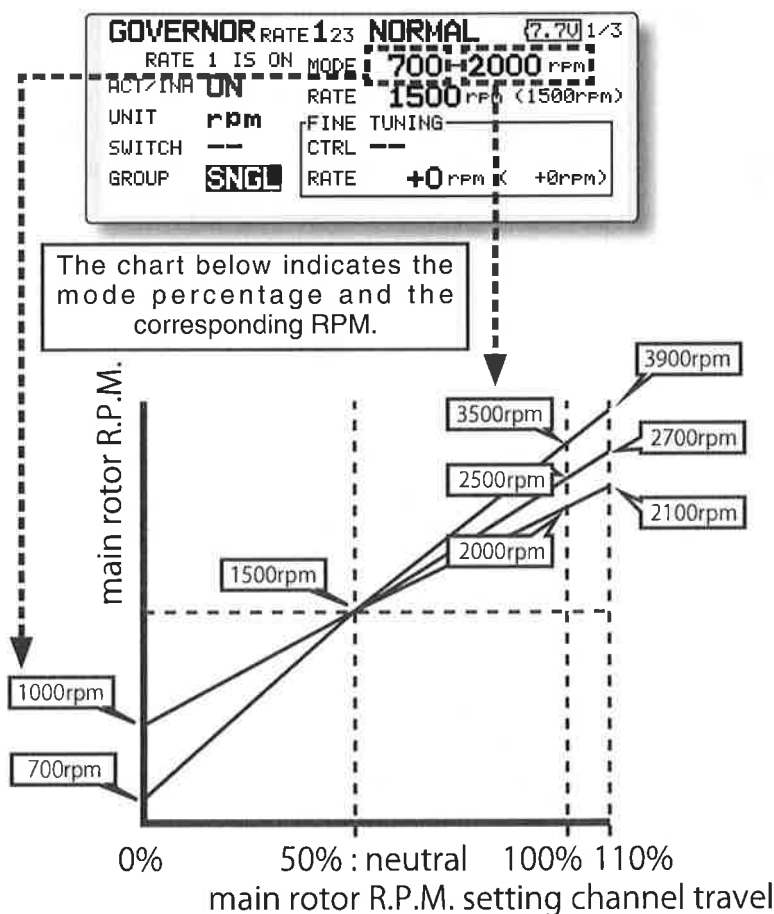 GOVERNOR RATE 123 NORMAL 7.7V 1/3
RATE 1 IS ON MODE 700-2000 rpm
ACT/INA ON RATE 1500 rpm (1500rpm)
UNIT rpm FINE TUNING
SWITCH -- CTRL --
GROUP SNGL RATE +0 rpm ( +0rpm)
The chart below indicates the
mode percentage and the
corresponding RPM.
main rotor R.P.M.
3900rpm
3500rpm
2700rpm
2500rpm
2100rpm
2000rpm
1500rpm
1000rpm
700rpm
0% 50% : neutral 100% 110%
main rotor R.P.M. setting channel travel